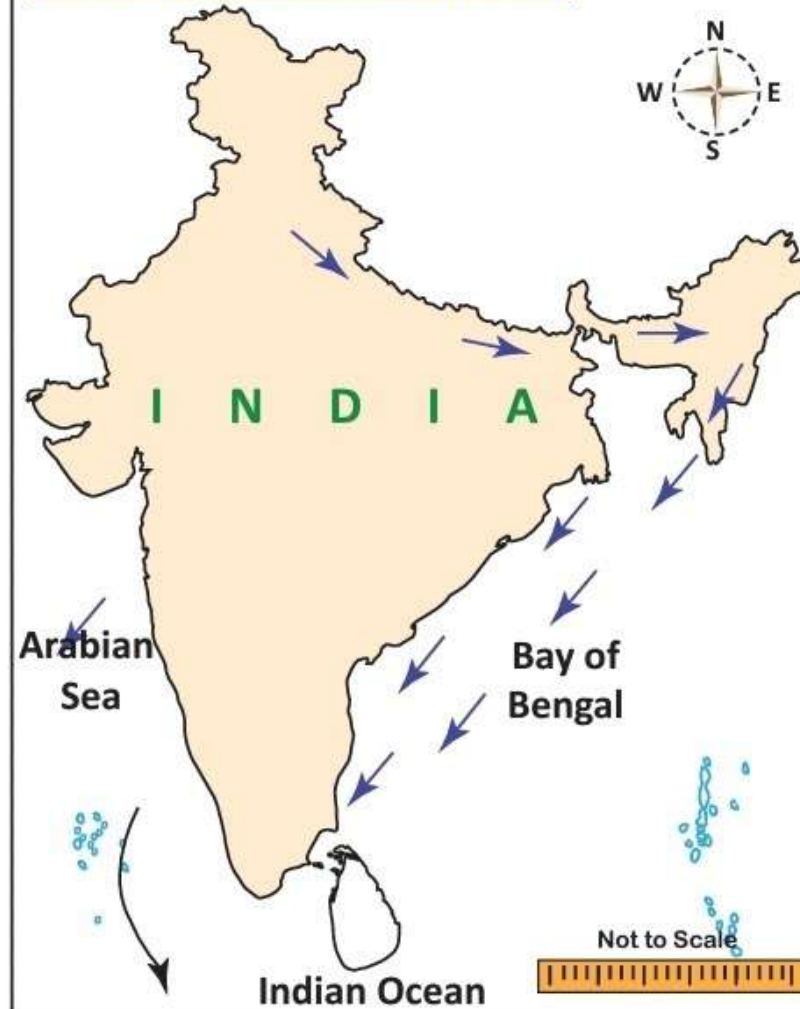 N
W E
S
I N D I A
Arabian
Sea
Bay of
Bengal
Not to Scale
Indian Ocean